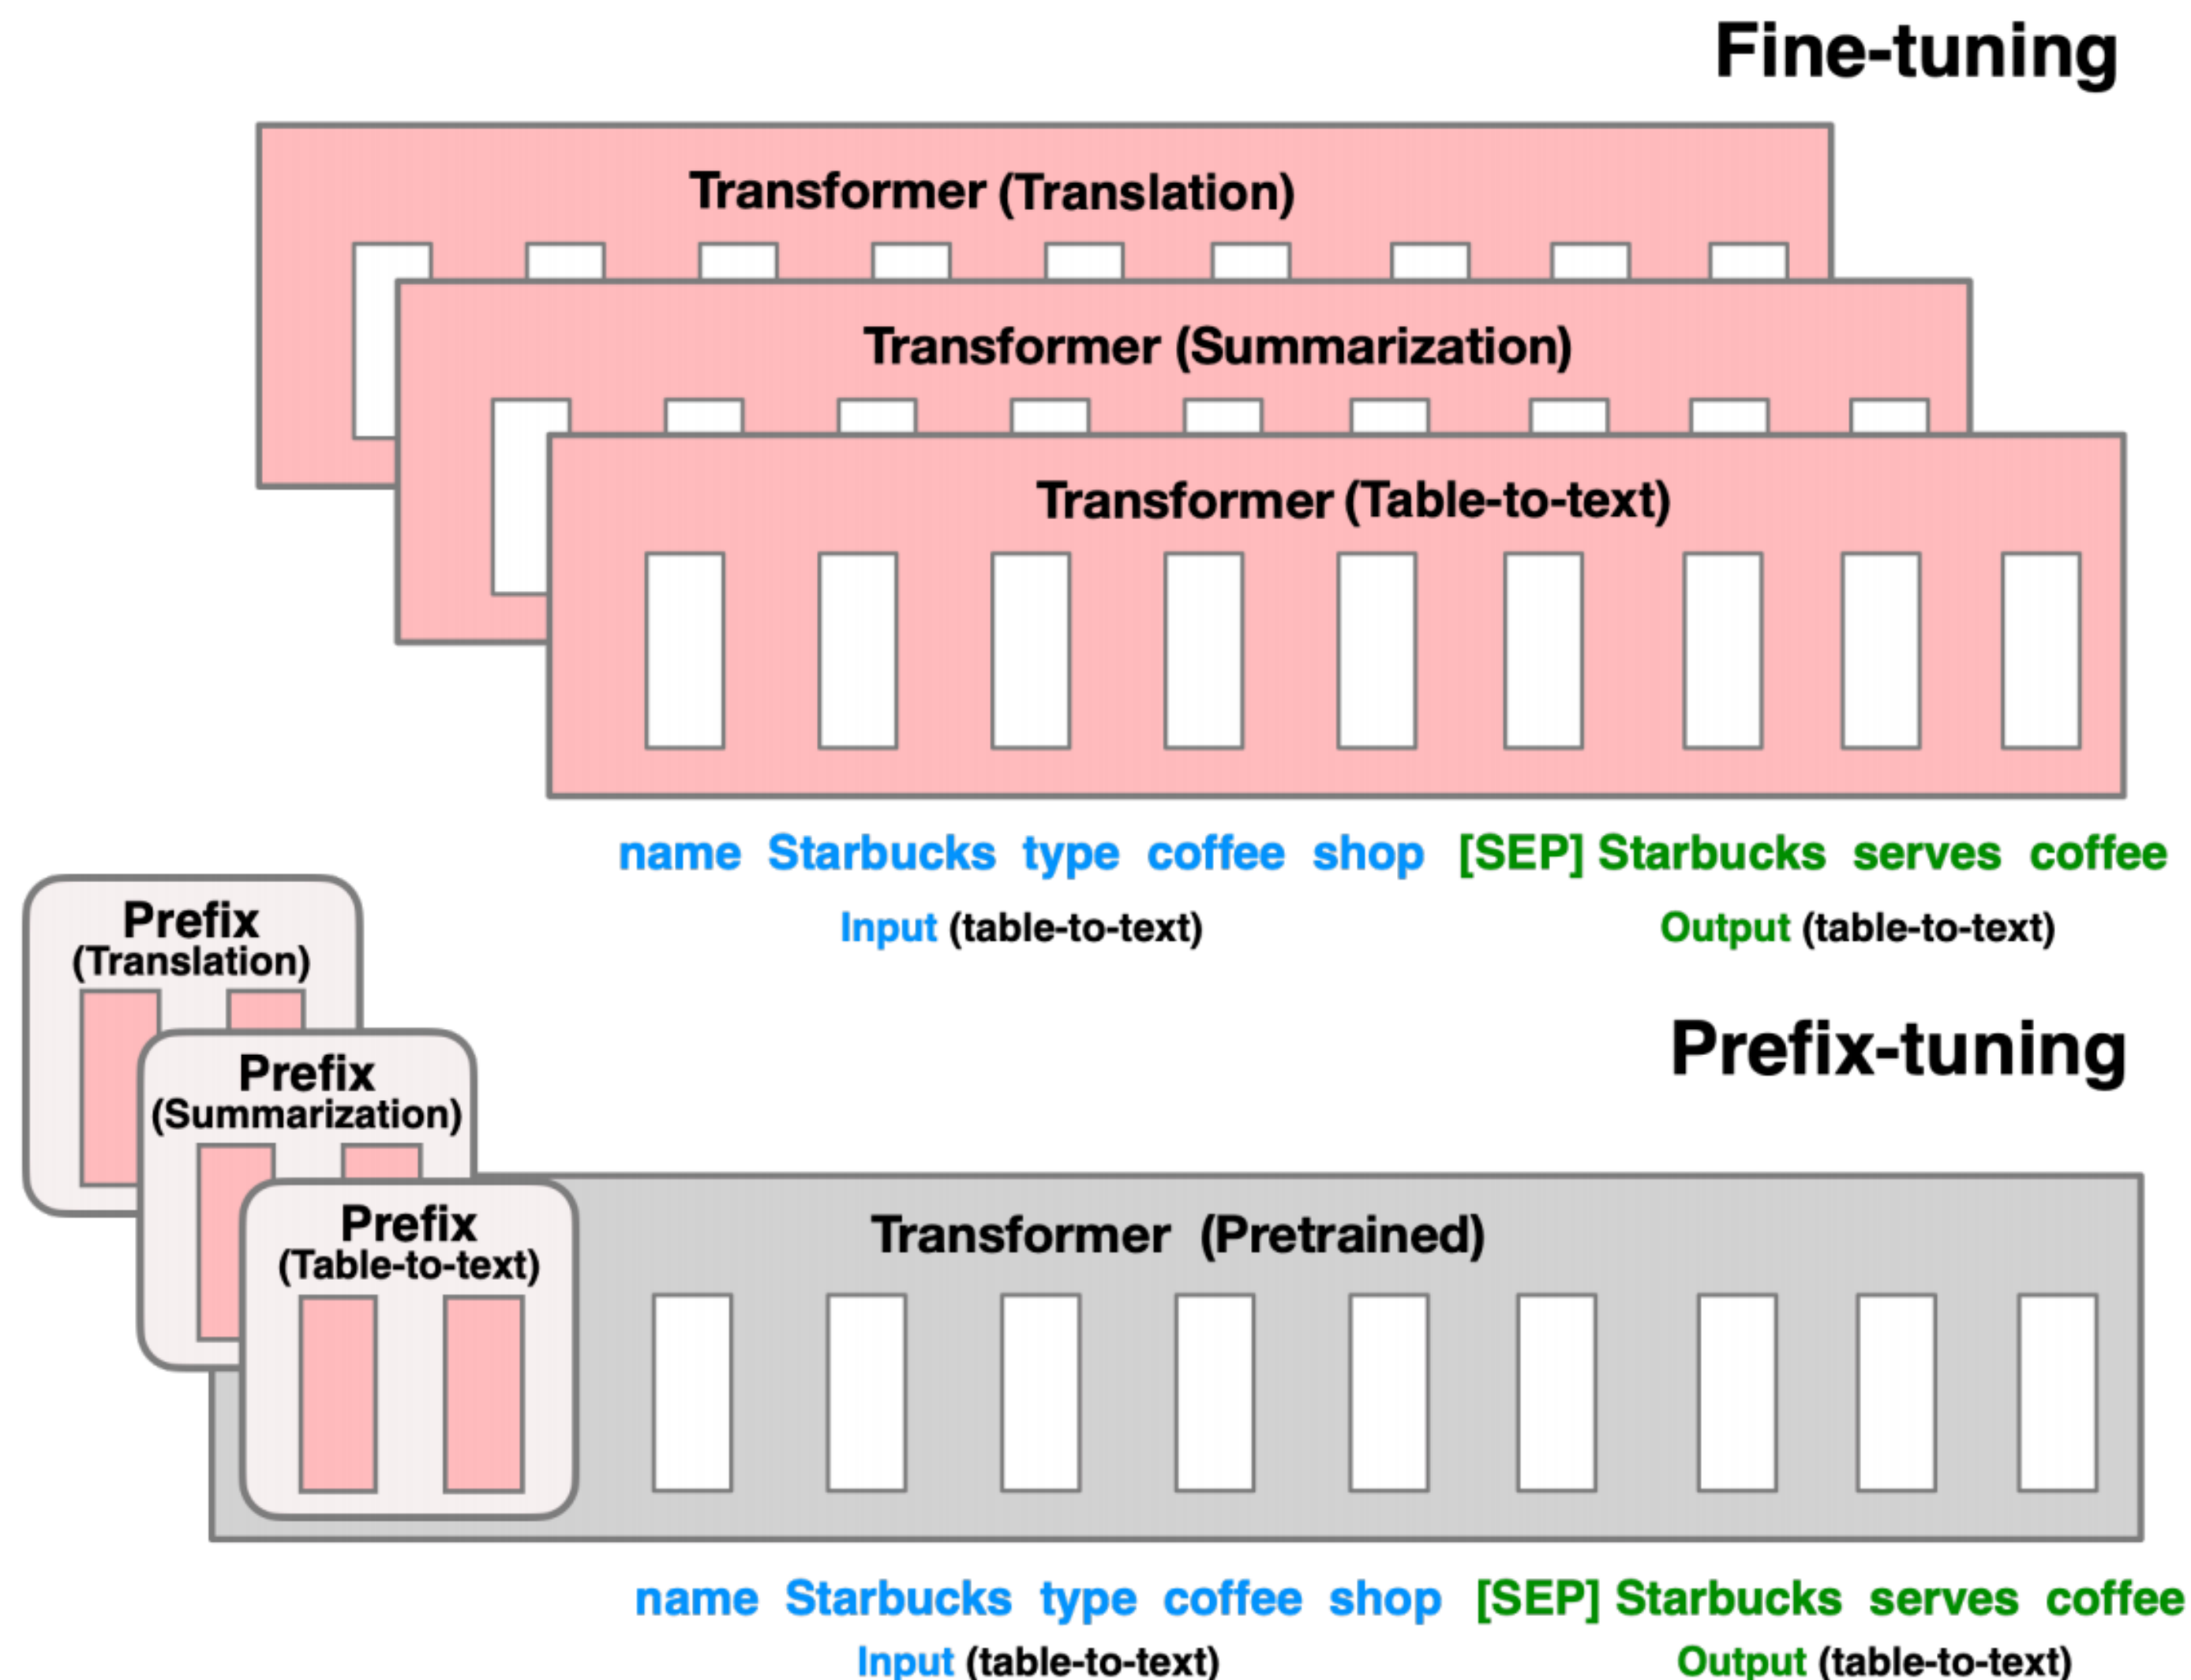 Fine-tuning
Transformer (Translation)
Transformer (Summarization)
Transformer (Table-to-text)
name Starbucks type coffee shop [SEP] Starbucks serves coffee
Input (table-to-text) Output (table-to-text)
Prefix
(Translation)
Prefix-tuning
Prefix
(Summarization)
Prefix
(Table-to-text)
Transformer (Pretrained)
name Starbucks type coffee shop [SEP] Starbucks serves coffee
Input (table-to-text) Output (table-to-text)